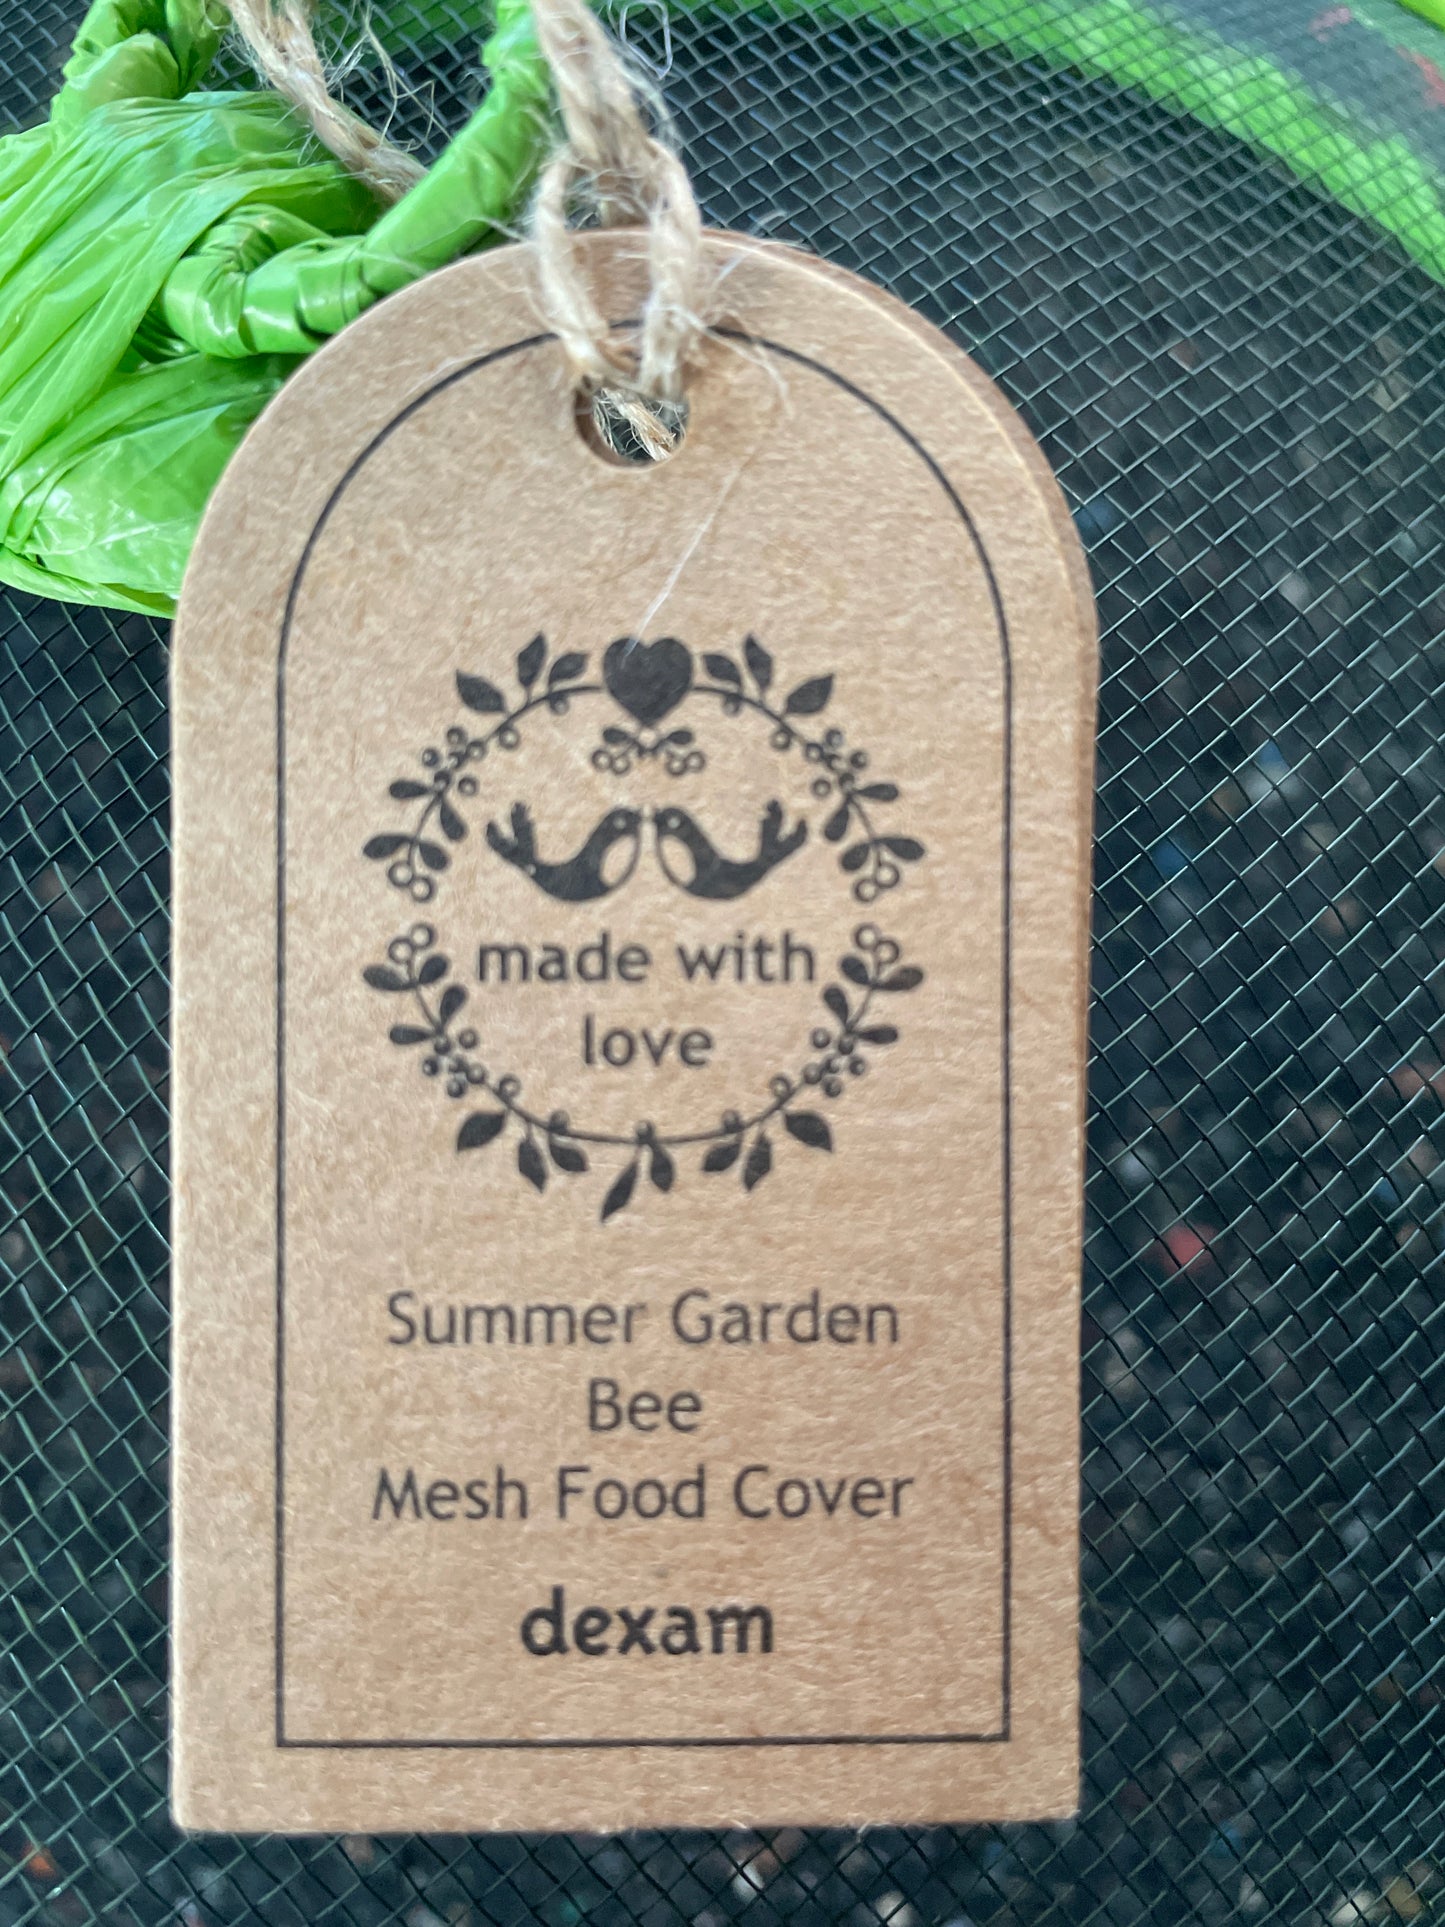 made with
love
Summer Garden
Bee
Mesh Food Cover
dexam